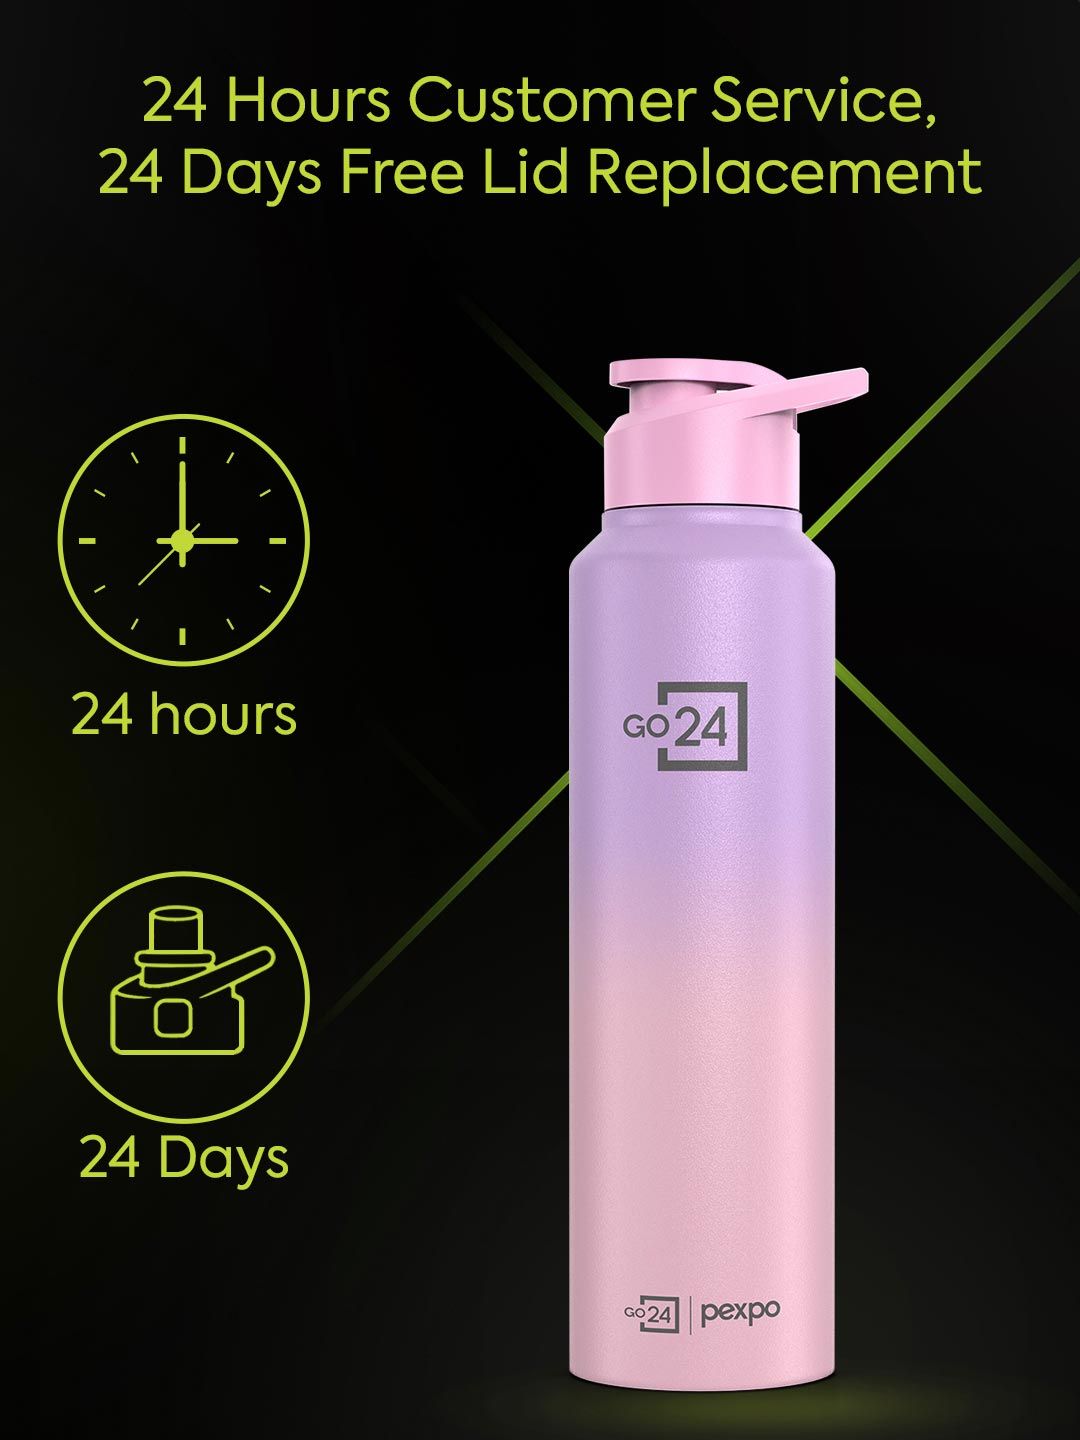 24 Hours Customer Service,
24 Days Free Lid Replacement
24 hours
GO 24
24 Days
GO 24 | pexpo